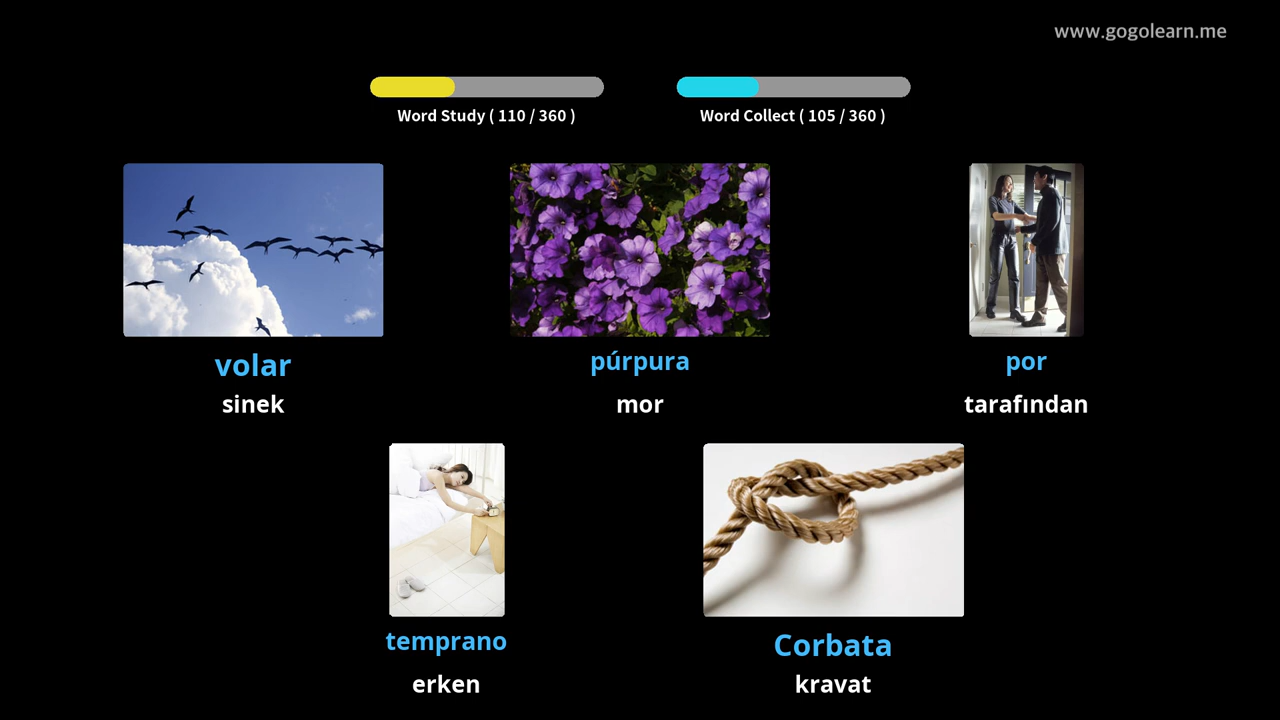 www.gogolearn.me
Word Study ( 110 / 360 )
Word Collect ( 105 / 360 )
volar
sinek
púrpura
mor
por
tarafından
temprano
erken
Corbata
kravat